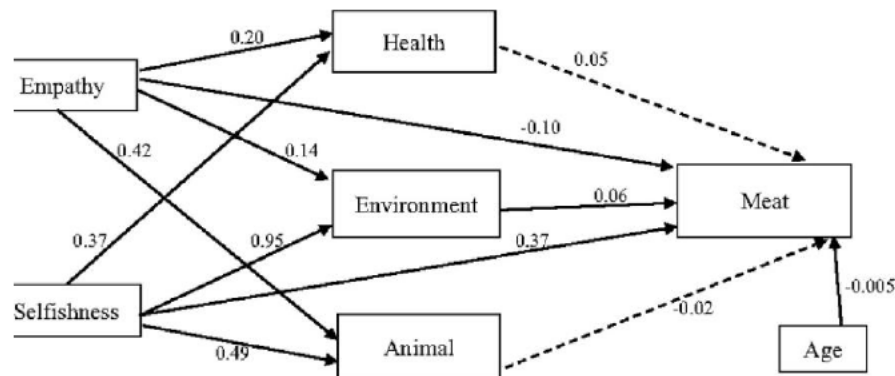 0.20
Health
0.05
Empathy
-0.10
0.42
0.14
Environment
0.06
Meat
0.37
0.95
0.37
Selfishness
-0.02
-0.005
0.49
Animal
Age